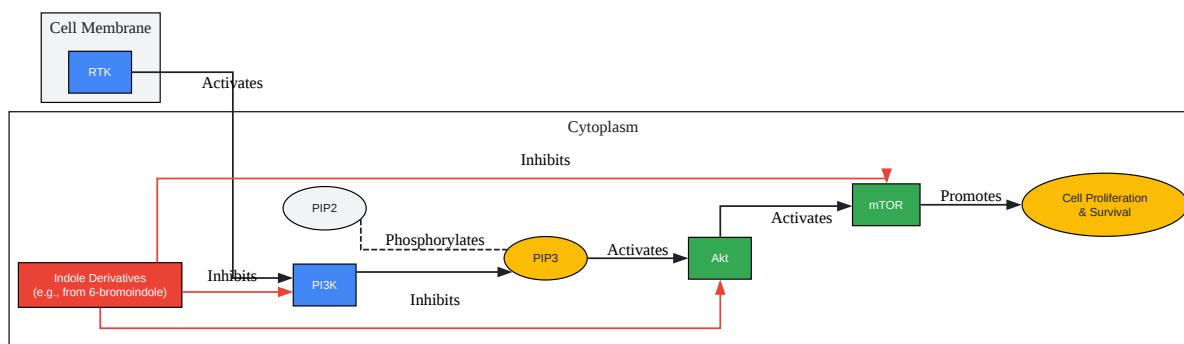 Cell Membrane
RTK
Activates
Cytoplasm
Inhibits
PIP2
mTOR
Promotes
Cell Proliferation
& Survival
Activates
Phosphorylates
PIP3
Activates
Akt
Indole Derivatives
(e.g., from 6-bromoindole)
Inhibits
PI3K
Inhibits